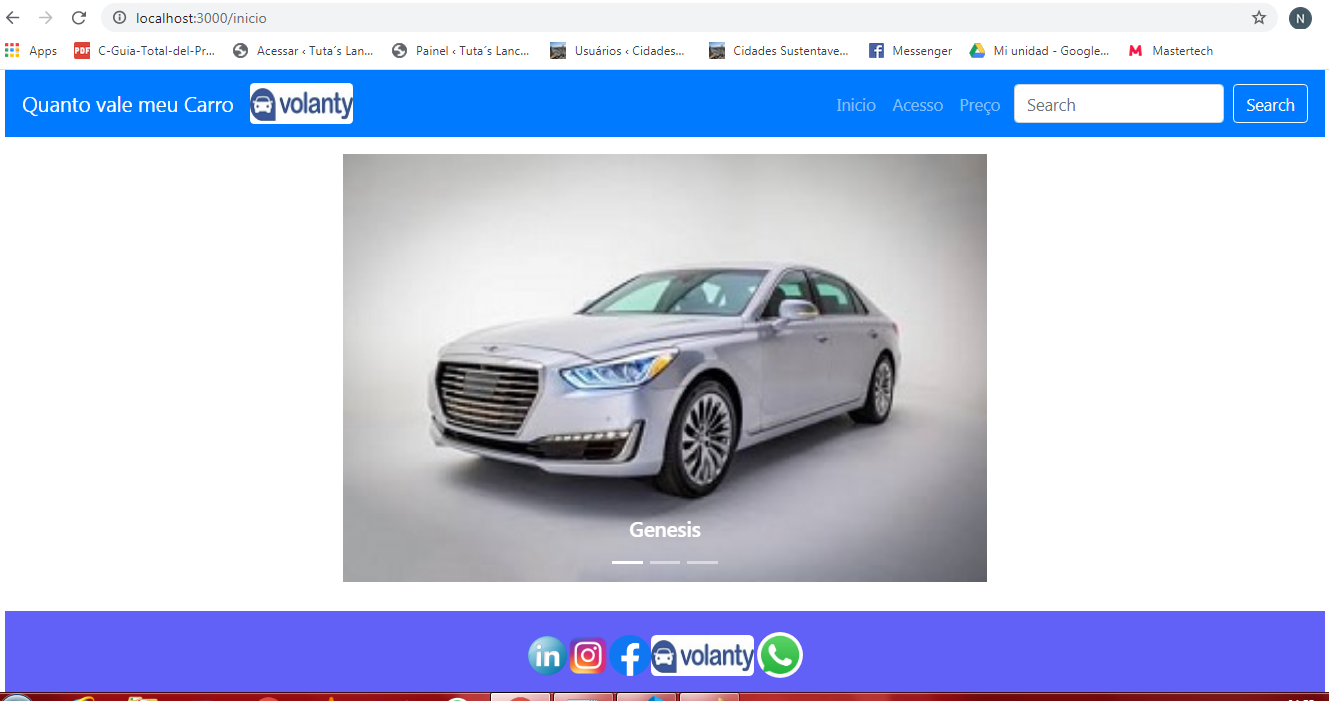 localhost:3000/inicio
N
Apps PDF C-Guia-Total-del-Pr... Acessar ‹ Tuta´s Lan... Painel ‹ Tuta´s Lanc... Usuários ‹ Cidades... Cidades Sustentave... Messenger Mi unidad - Google... Mastertech
Quanto vale meu Carro volanty Inicio Acesso Preço Search Search
Genesis
in volanty